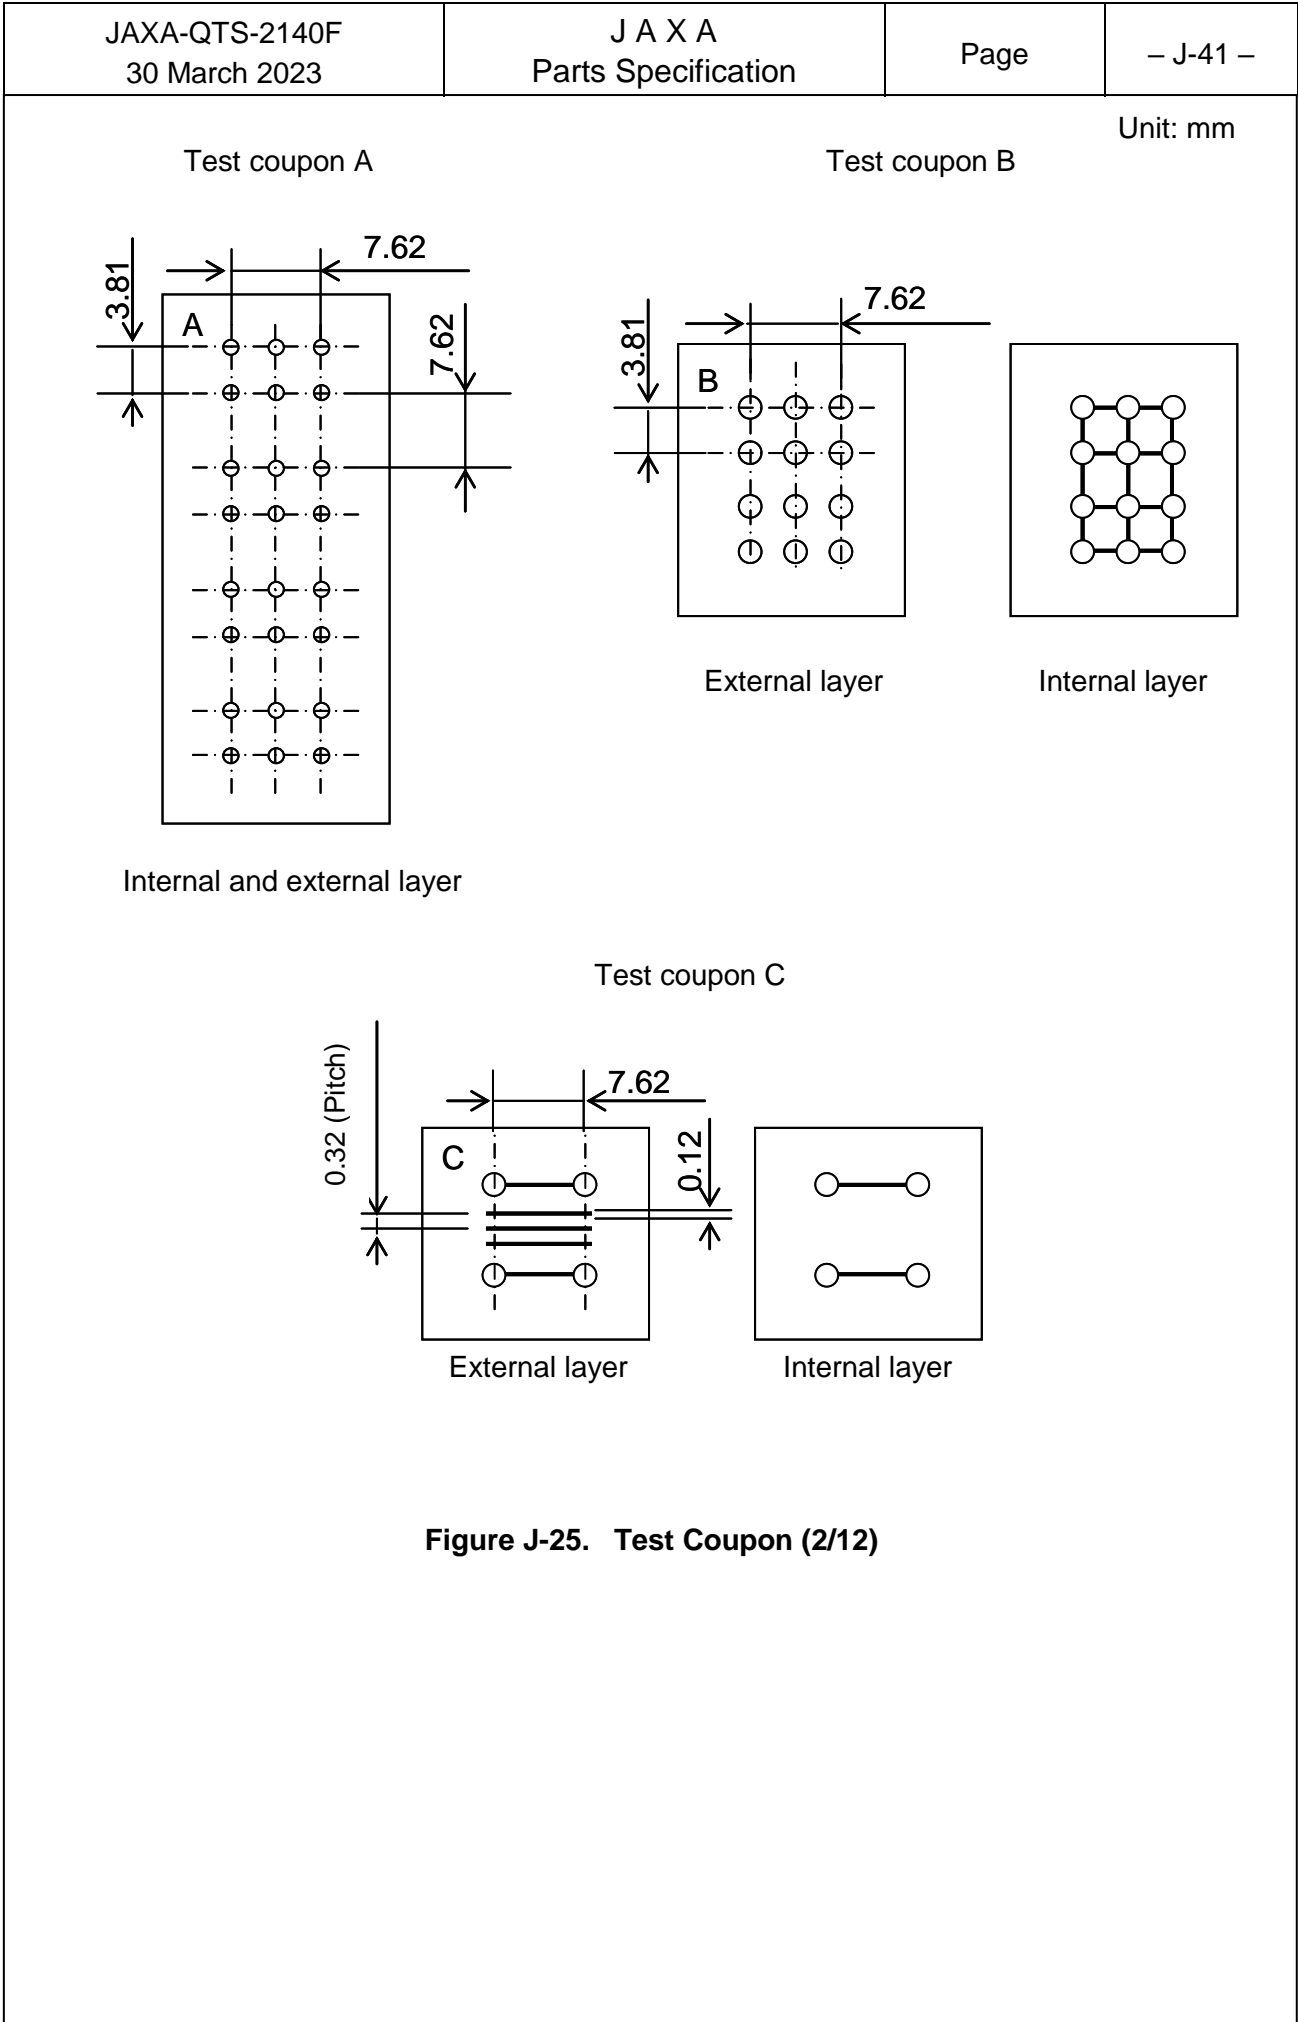 JAXA-QTS-2140F
30 March 2023
J A X A
Parts Specification
Page
– J-41 –
Unit: mm
Test coupon A
Test coupon B
7.62
3.81
A
7.62
7.62
3.81
B
External layer
Internal layer
Internal and external layer
Test coupon C
0.32 (Pitch)
7.62
0.12
C
External layer
Internal layer
Figure J-25. Test Coupon (2/12)